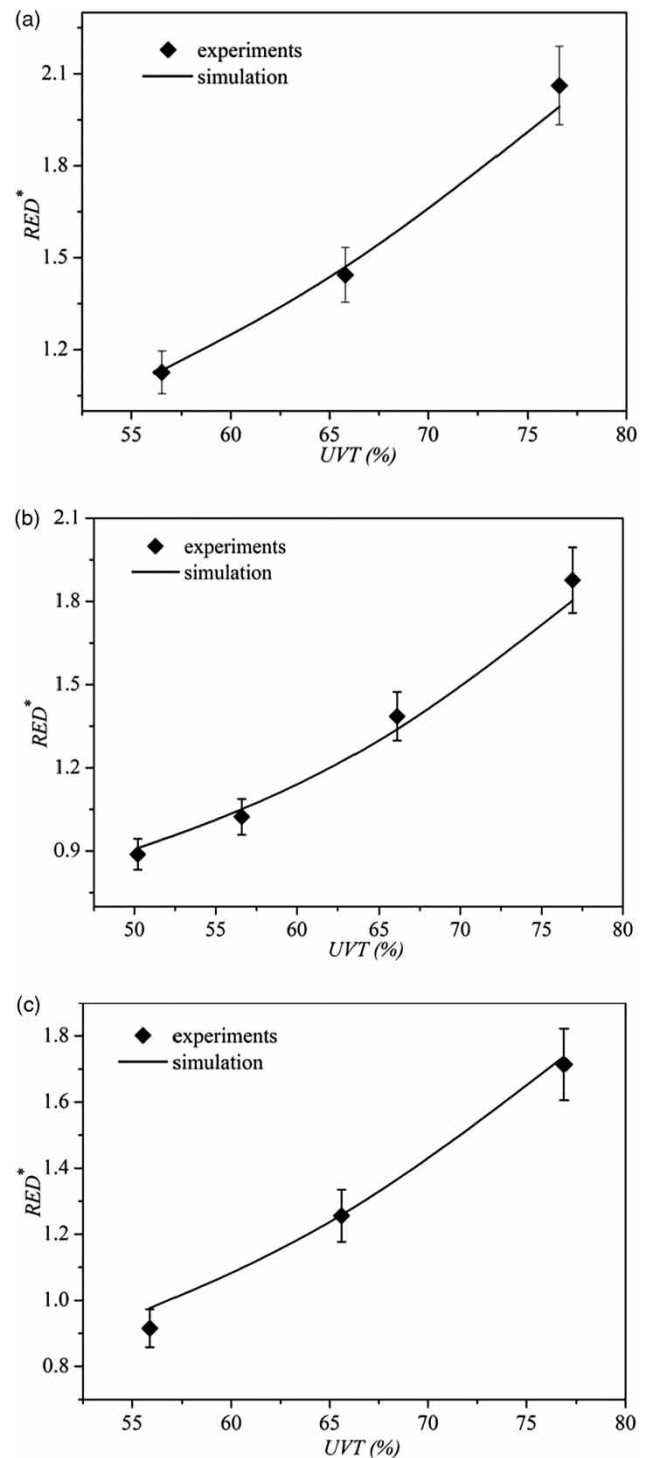 (a)
experiments
simulation
2.1
1.8
1.5
1.2
RED*
55 60 65 70 75 80
UVT (%)
(b)
2.1
experiments
simulation
1.8
1.5
1.2
0.9
RED*
50 55 60 65 70 75 80
UVT (%)
(c)
experiments
simulation
1.8
1.6
1.4
1.2
1.0
0.8
RED*
55 60 65 70 75 80
UVT (%)